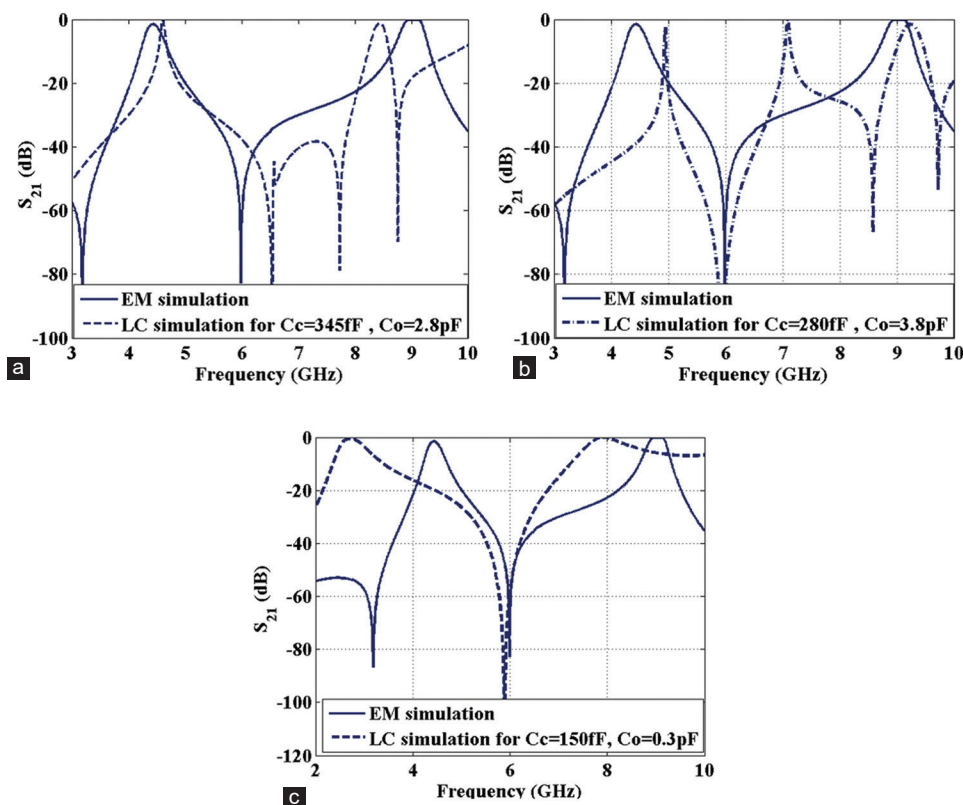 0
-20
-40
-60
-80
-100
S21 (dB)
EM simulation
LC simulation for Cc=345fF , Co=2.8pF
3 4 5 6 7 8 9 10
Frequency (GHz)
a
0
-20
-40
-60
-80
-100
S21 (dB)
EM simulation
LC simulation for Cc=280fF , Co=3.8pF
3 4 5 6 7 8 9 10
Frequency (GHz)
b
0
-20
-40
-60
-80
-100
-120
S21 (dB)
EM simulation
LC simulation for Cc=150fF, Co=0.3pF
2 4 6 8 10
Frequency (GHz)
c